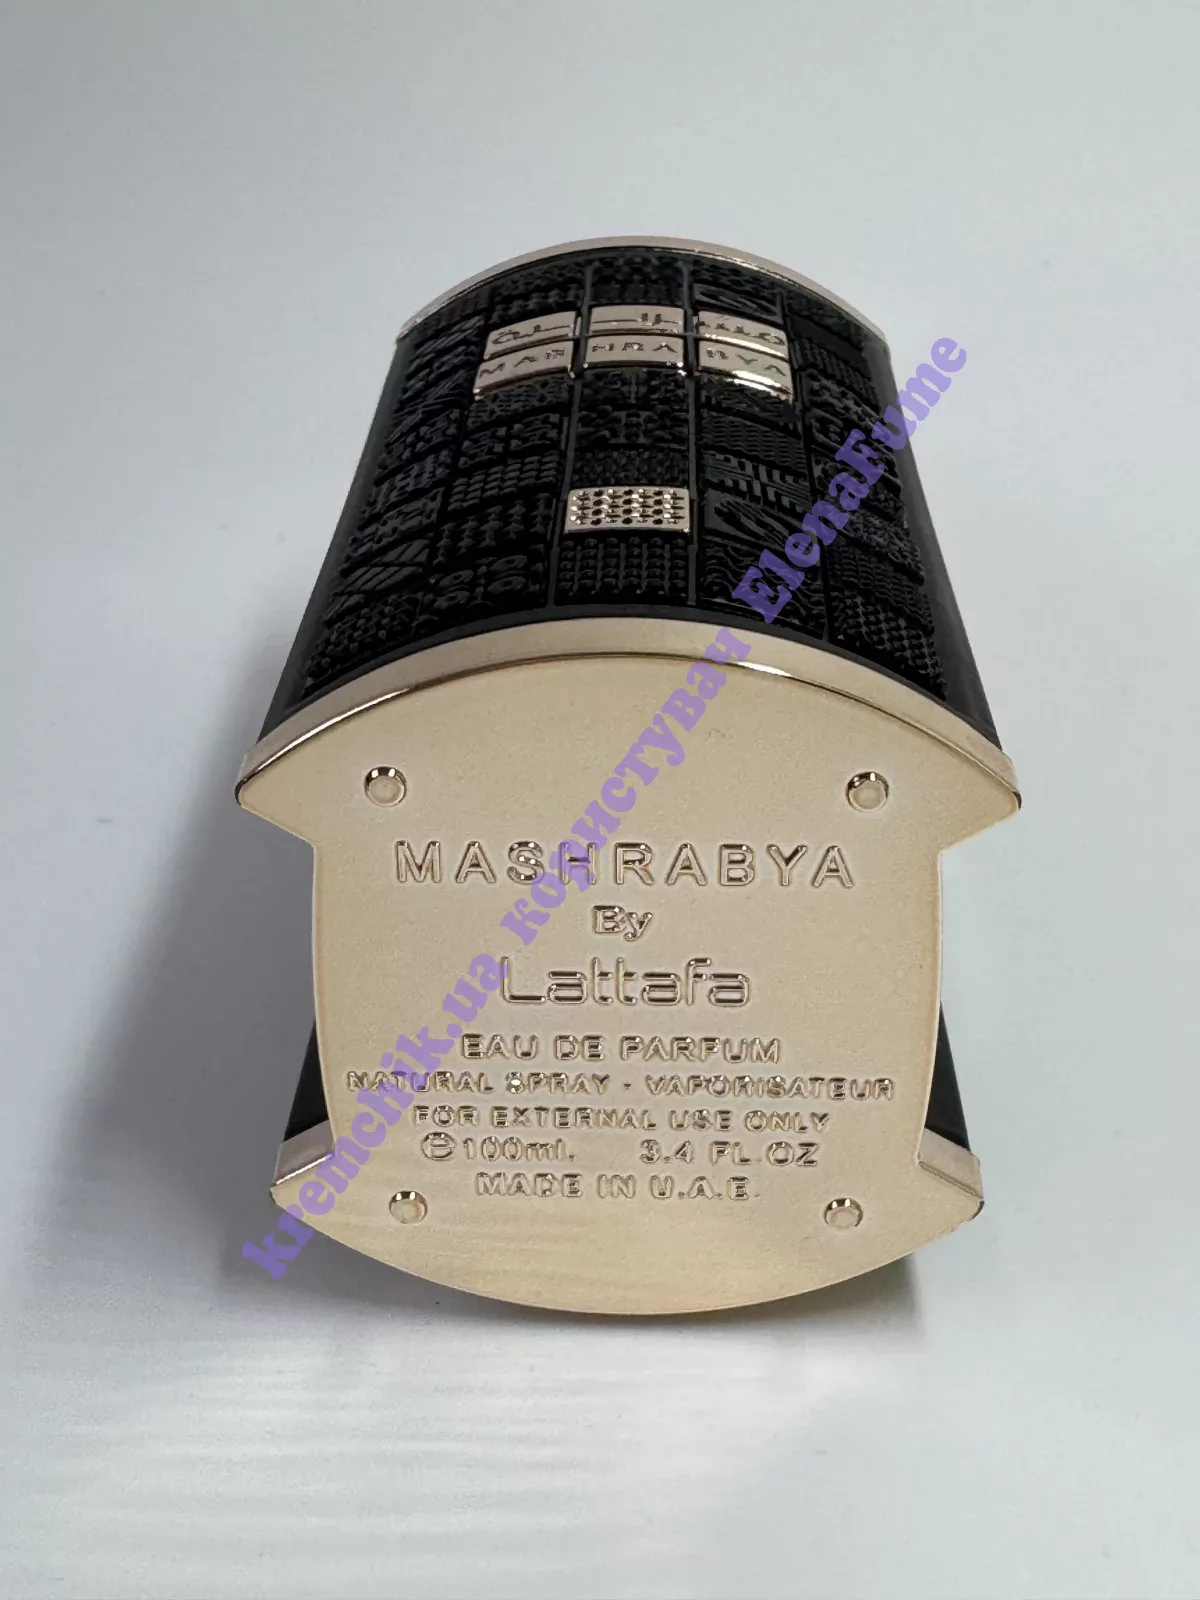 MASHRABYA
MASHRABYA
By
Lattafa
EAU DE PARFUM
NATURAL SPRAY - VAPORISATEUR
FOR EXTERNAL USE ONLY
℮100ml. 3.4 FL.OZ
MADE IN U.A.E.
kremchik.ua користувач ElenaFume